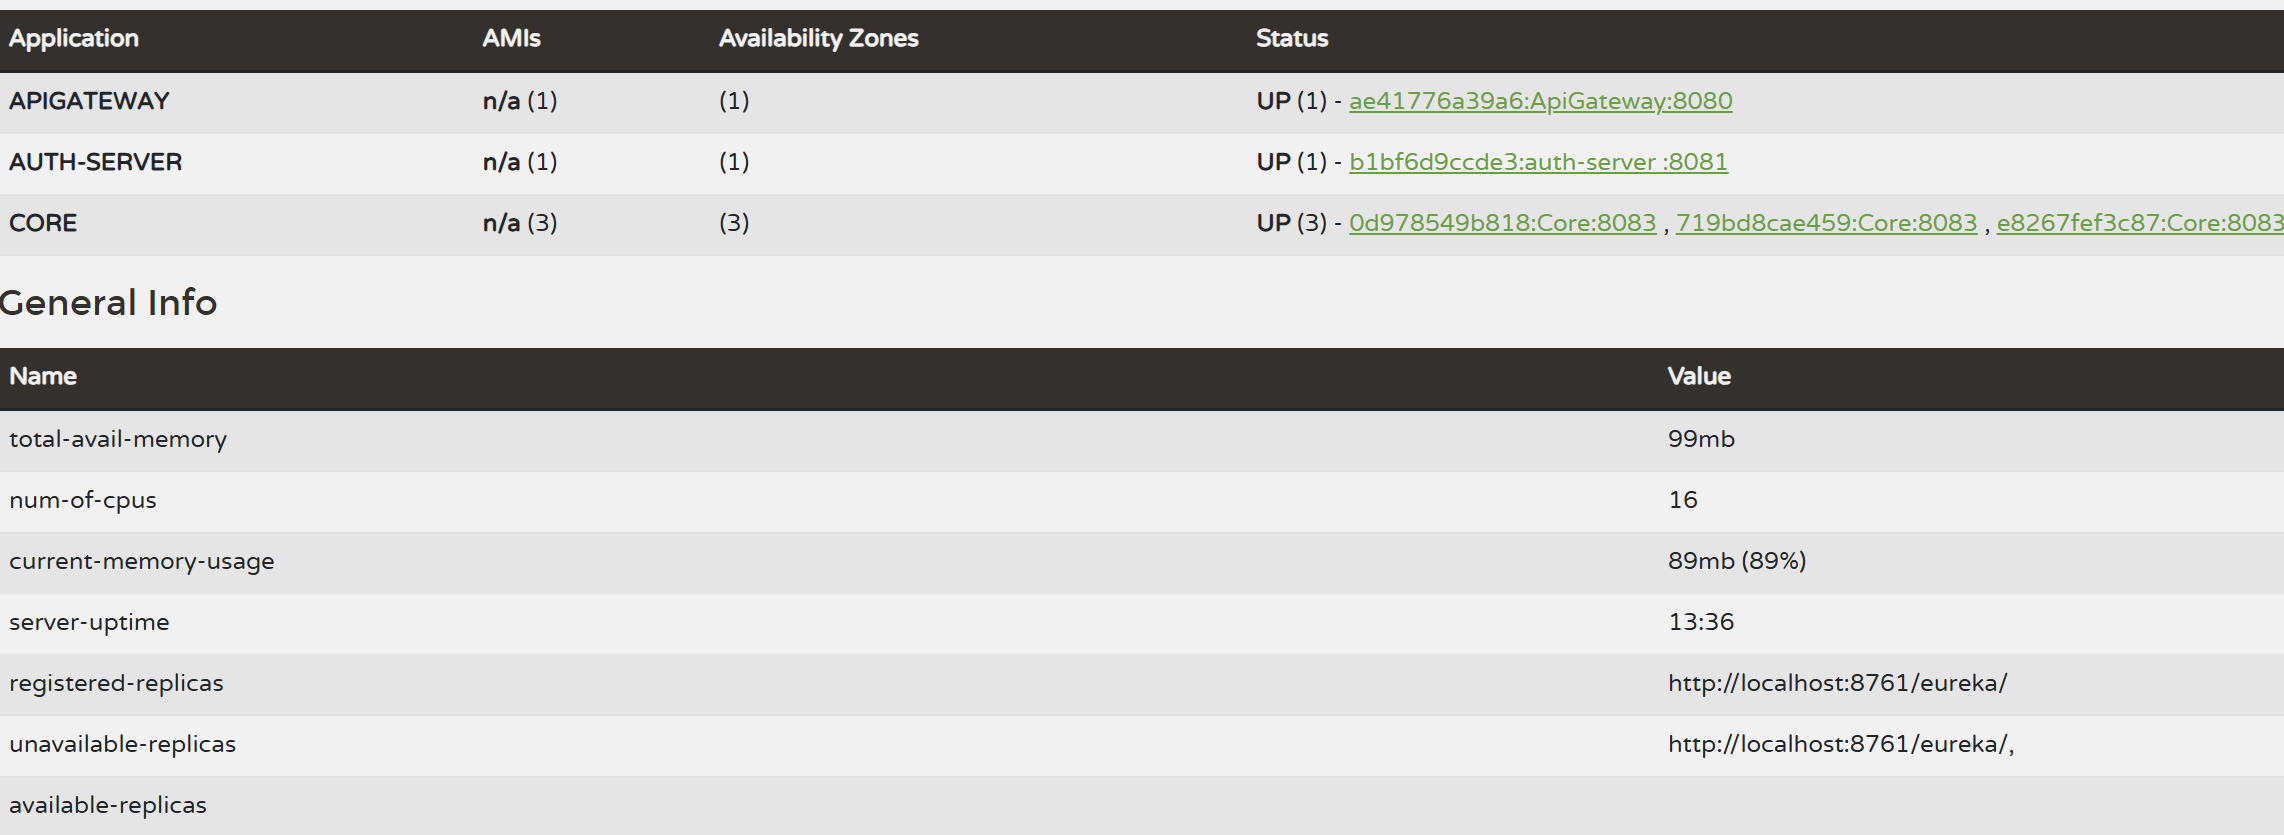 Application AMIs Availability Zones Status
APIGATEWAY n/a (1) (1) UP (1) - ae41776a39a6:ApiGateway:8080
AUTH-SERVER n/a (1) (1) UP (1) - b1bf6d9ccde3:auth-server :8081
CORE n/a (3) (3) UP (3) - 0d978549b818:Core:8083 , 719bd8cae459:Core:8083 , e8267fef3c87:Core:8083
General Info
Name Value
total-avail-memory 99mb
num-of-cpus 16
current-memory-usage 89mb (89%)
server-uptime 13:36
registered-replicas http://localhost:8761/eureka/
unavailable-replicas http://localhost:8761/eureka/,
available-replicas